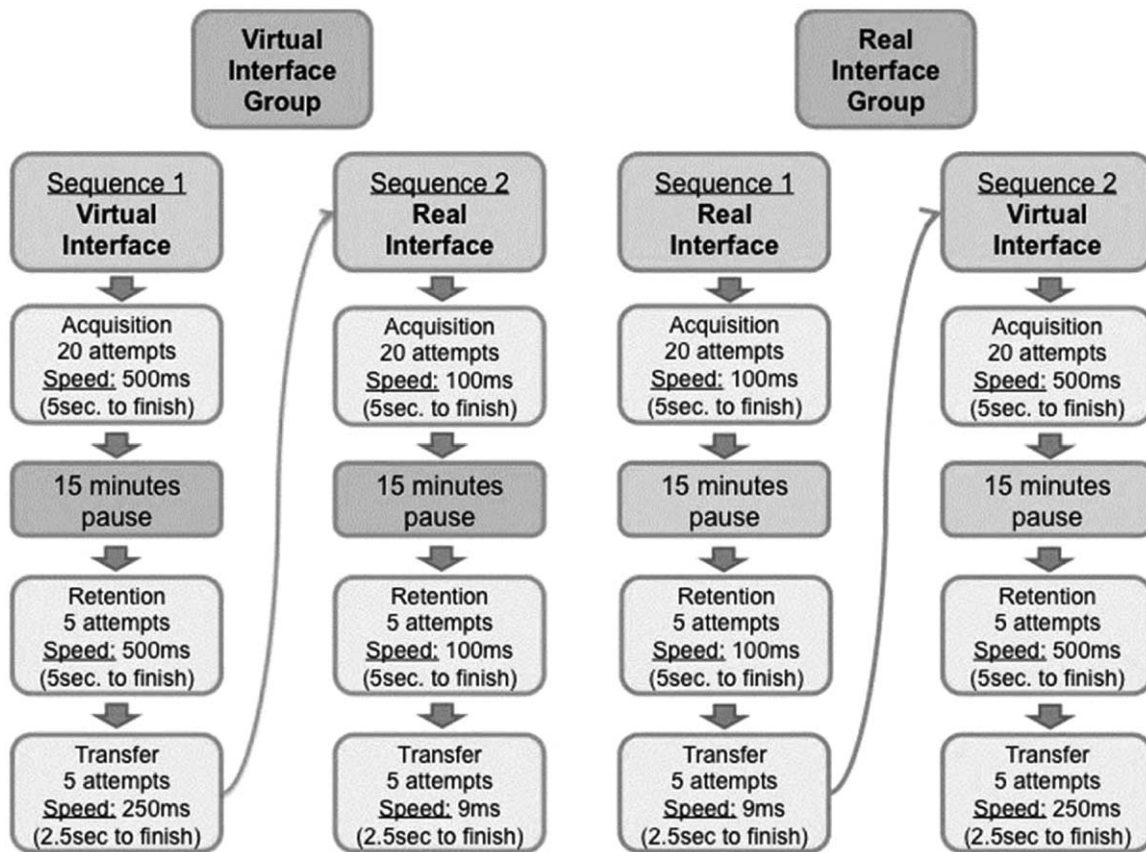 Virtual
Interface
Group
Sequence 1
Virtual
Interface
Acquisition
20 attempts
Speed: 500ms
(5sec. to finish)
15 minutes
pause
Retention
5 attempts
Speed: 500ms
(5sec. to finish)
Transfer
5 attempts
Speed: 250ms
(2.5sec to finish)
Sequence 2
Real
Interface
Acquisition
20 attempts
Speed: 100ms
(5sec. to finish)
15 minutes
pause
Retention
5 attempts
Speed: 100ms
(5sec. to finish)
Transfer
5 attempts
Speed: 9ms
(2.5sec to finish)
Real
Interface
Group
Sequence 1
Real
Interface
Acquisition
20 attempts
Speed: 100ms
(5sec. to finish)
15 minutes
pause
Retention
5 attempts
Speed: 100ms
(5sec. to finish)
Transfer
5 attempts
Speed: 9ms
(2.5sec to finish)
Sequence 2
Virtual
Interface
Acquisition
20 attempts
Speed: 500ms
(5sec. to finish)
15 minutes
pause
Retention
5 attempts
Speed: 500ms
(5sec. to finish)
Transfer
5 attempts
Speed: 250ms
(2.5sec to finish)